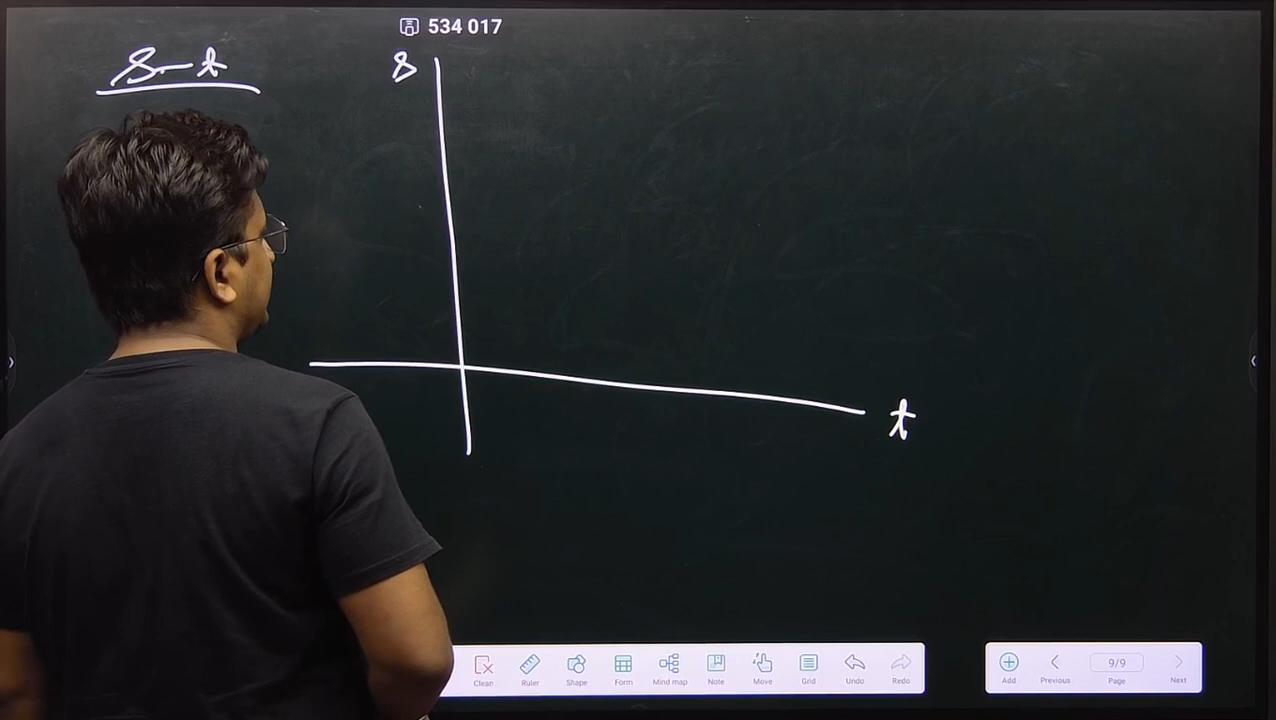 534 017
s-t
s
t
Clean Ruler Shape Form Mind map Note Move Grid Undo Redo
Add Previous 9/9 Page Next